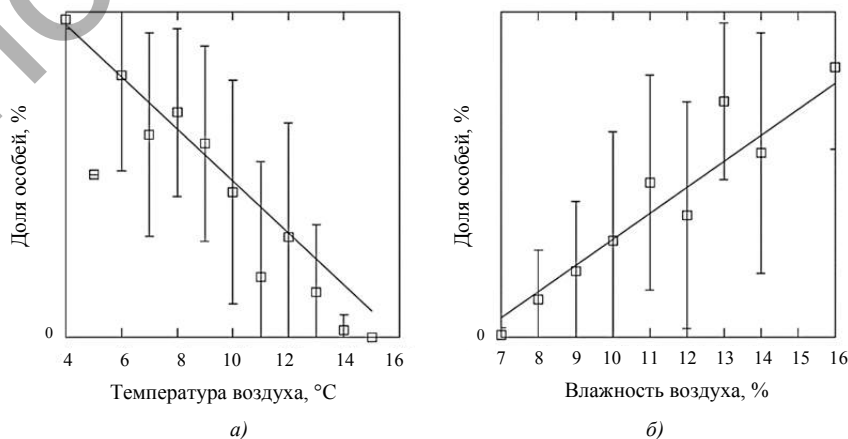 Доля особей, %
0
4 6 8 10 12 14 16
Температура воздуха, °C
а)
Доля особей, %
0
7 8 9 10 11 12 13 14 15 16
Влажность воздуха, %
б)